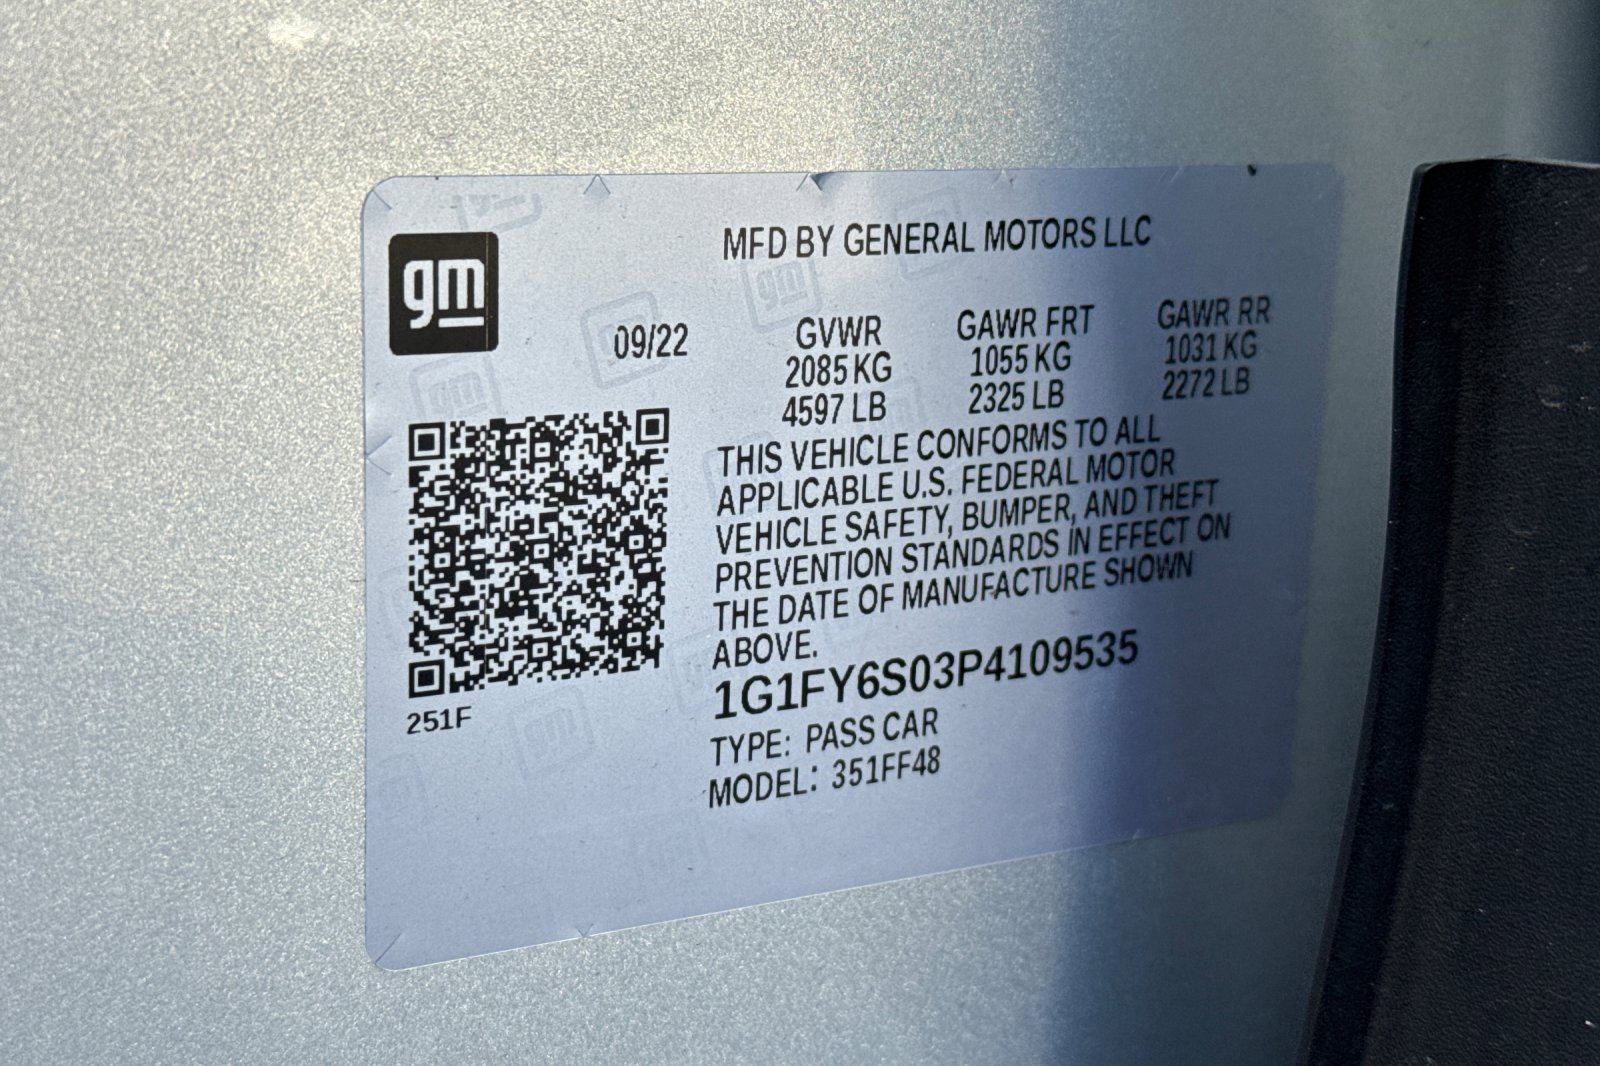 gm
MFD BY GENERAL MOTORS LLC
09/22
GVWR
2085 KG
4597 LB
GAWR FRT
1055 KG
2325 LB
GAWR RR
1031 KG
2272 LB
THIS VEHICLE CONFORMS TO ALL
APPLICABLE U.S. FEDERAL MOTOR
VEHICLE SAFETY, BUMPER, AND THEFT
PREVENTION STANDARDS IN EFFECT ON
THE DATE OF MANUFACTURE SHOWN
ABOVE.
1G1FY6S03P4109535
TYPE: PASS CAR
MODEL: 351FF48
251F